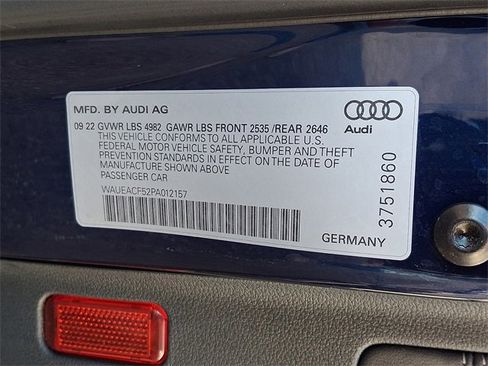 MFD. BY AUDI AG
09 22 GVWR LBS 4982 GAWR LBS FRONT 2535 /REAR 2646
THIS VEHICLE CONFORMS TO ALL APPLICABLE U.S.
FEDERAL MOTOR VEHICLE SAFETY, BUMPER AND THEFT
PREVENTION STANDARDS IN EFFECT ON THE DATE OF
MANUFACTURE SHOWN ABOVE
PASSENGER CAR
WAUEACF52PA012157
Audi
3751860
GERMANY